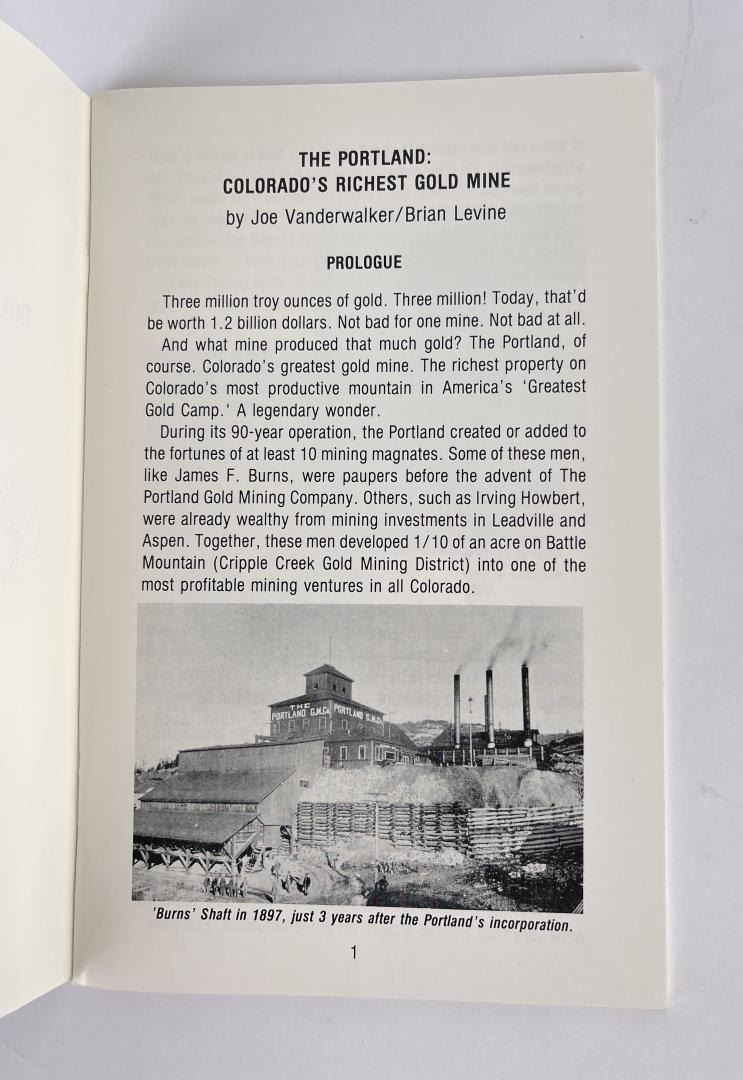 THE PORTLAND:
COLORADO'S RICHEST GOLD MINE
by Joe Vanderwalker/Brian Levine
PROLOGUE
Three million troy ounces of gold. Three million! Today, that'd
be worth 1.2 billion dollars. Not bad for one mine. Not bad at all.
And what mine produced that much gold? The Portland, of
course. Colorado's greatest gold mine. The richest property on
Colorado's most productive mountain in America's 'Greatest
Gold Camp.' A legendary wonder.
During its 90-year operation, the Portland created or added to
the fortunes of at least 10 mining magnates. Some of these men,
like James F. Burns, were paupers before the advent of The
Portland Gold Mining Company. Others, such as Irving Howbert,
were already wealthy from mining investments in Leadville and
Aspen. Together, these men developed 1/10 of an acre on Battle
Mountain (Cripple Creek Gold Mining District) into one of the
most profitable mining ventures in all Colorado.
THE
PORTLAND G.M.Co. PORTLAND G.M.Co.
'Burns' Shaft in 1897, just 3 years after the Portland's incorporation.
1